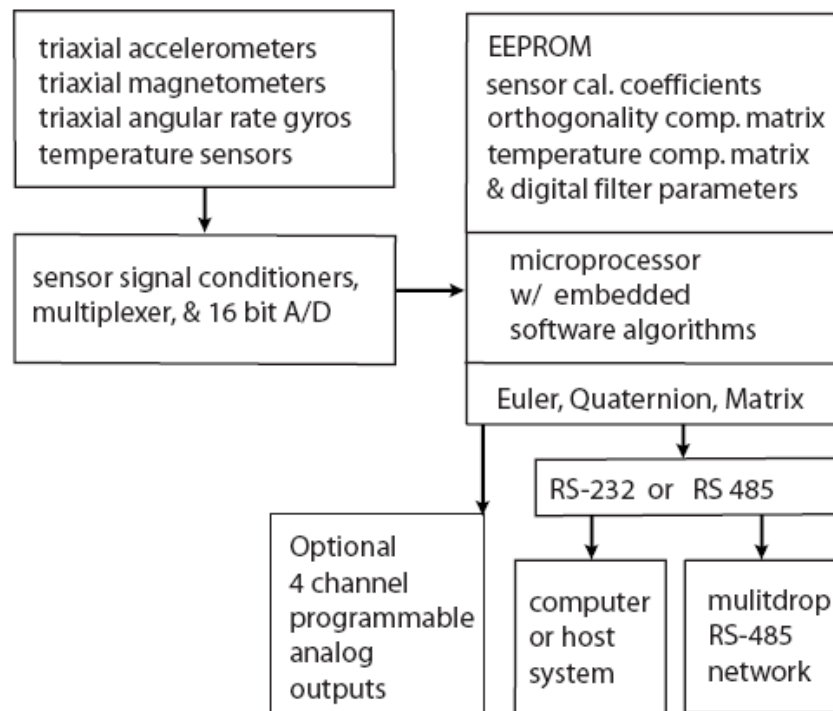 triaxial accelerometers
triaxial magnetometers
triaxial angular rate gyros
temperature sensors
sensor signal conditioners,
multiplexer, & 16 bit A/D
EEPROM
sensor cal. coefficients
orthogonality comp. matrix
temperature comp. matrix
& digital filter parameters
microprocessor
w/ embedded
software algorithms
Euler, Quaternion, Matrix
RS-232 or RS 485
Optional
4 channel
programmable
analog
outputs
computer
or host
system
mulitdrop
RS-485
network